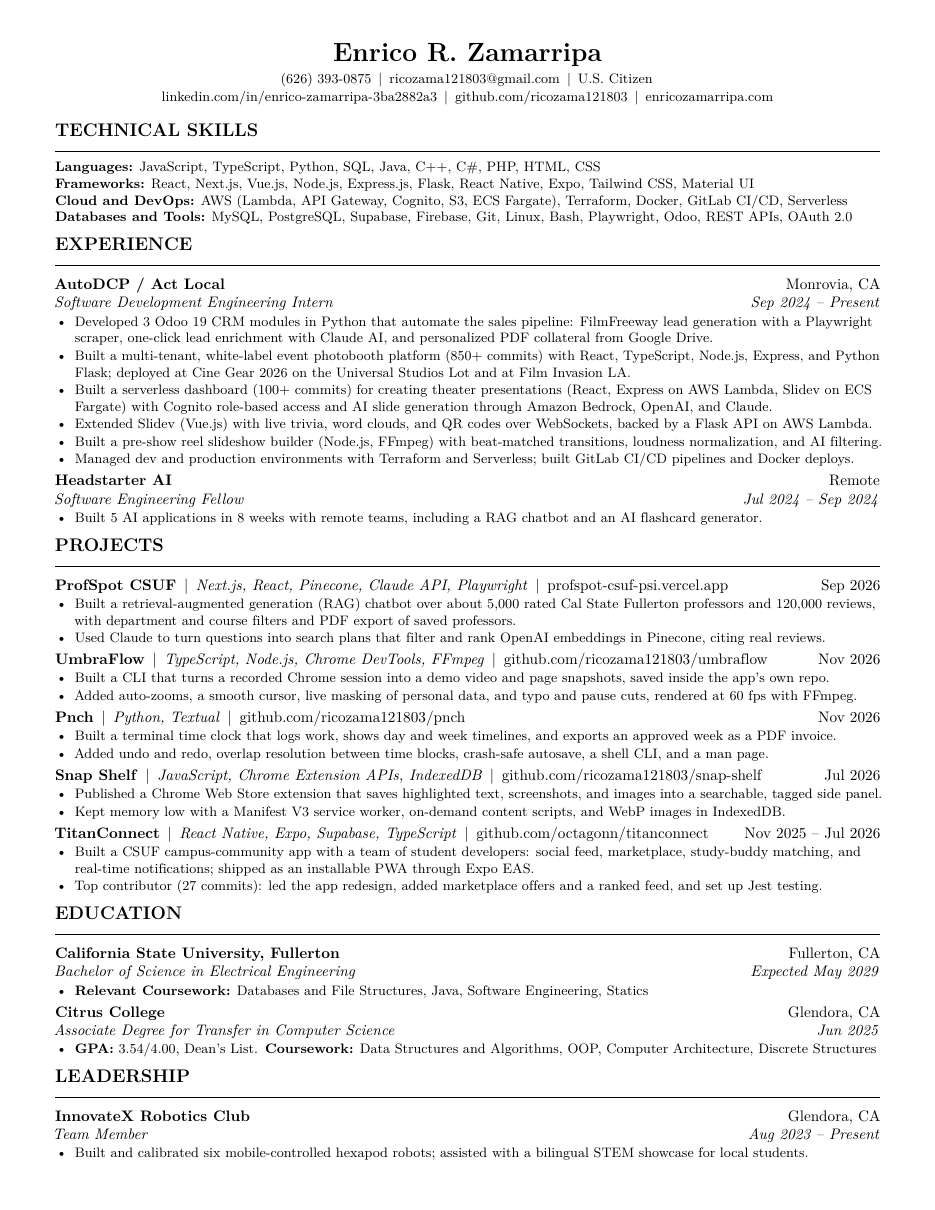 Enrico R. Zamarripa
(626) 393-0875 | ricozama121803@gmail.com | U.S. Citizen
linkedin.com/in/enrico-zamarripa-3ba2882a3 | github.com/ricozama121803 | enricozamarripa.com
TECHNICAL SKILLS
Languages: JavaScript, TypeScript, Python, SQL, Java, C++, C#, PHP, HTML, CSS
Frameworks: React, Next.js, Vue.js, Node.js, Express.js, Flask, React Native, Expo, Tailwind CSS, Material UI
Cloud and DevOps: AWS (Lambda, API Gateway, Cognito, S3, ECS Fargate), Terraform, Docker, GitLab CI/CD, Serverless
Databases and Tools: MySQL, PostgreSQL, Supabase, Firebase, Git, Linux, Bash, Playwright, Odoo, REST APIs, OAuth 2.0
EXPERIENCE
AutoDCP / Act Local Monrovia, CA
Software Development Engineering Intern Sep 2024 – Present
• Developed 3 Odoo 19 CRM modules in Python that automate the sales pipeline: FilmFreeway lead generation with a Playwright
scraper, one-click lead enrichment with Claude AI, and personalized PDF collateral from Google Drive.
• Built a multi-tenant, white-label event photobooth platform (850+ commits) with React, TypeScript, Node.js, Express, and Python
Flask; deployed at Cine Gear 2026 on the Universal Studios Lot and at Film Invasion LA.
• Built a serverless dashboard (100+ commits) for creating theater presentations (React, Express on AWS Lambda, Slidev on ECS
Fargate) with Cognito role-based access and AI slide generation through Amazon Bedrock, OpenAI, and Claude.
• Extended Slidev (Vue.js) with live trivia, word clouds, and QR codes over WebSockets, backed by a Flask API on AWS Lambda.
• Built a pre-show reel slideshow builder (Node.js, FFmpeg) with beat-matched transitions, loudness normalization, and AI filtering.
• Managed dev and production environments with Terraform and Serverless; built GitLab CI/CD pipelines and Docker deploys.
Headstarter AI Remote
Software Engineering Fellow Jul 2024 – Sep 2024
• Built 5 AI applications in 8 weeks with remote teams, including a RAG chatbot and an AI flashcard generator.
PROJECTS
ProfSpot CSUF | Next.js, React, Pinecone, Claude API, Playwright | profspot-csuf-psi.vercel.app Sep 2026
• Built a retrieval-augmented generation (RAG) chatbot over about 5,000 rated Cal State Fullerton professors and 120,000 reviews,
with department and course filters and PDF export of saved professors.
• Used Claude to turn questions into search plans that filter and rank OpenAI embeddings in Pinecone, citing real reviews.
UmbraFlow | TypeScript, Node.js, Chrome DevTools, FFmpeg | github.com/ricozama121803/umbraflow Nov 2026
• Built a CLI that turns a recorded Chrome session into a demo video and page snapshots, saved inside the app's own repo.
• Added auto-zooms, a smooth cursor, live masking of personal data, and typo and pause cuts, rendered at 60 fps with FFmpeg.
Pnch | Python, Textual | github.com/ricozama121803/pnch Nov 2026
• Built a terminal time clock that logs work, shows day and week timelines, and exports an approved week as a PDF invoice.
• Added undo and redo, overlap resolution between time blocks, crash-safe autosave, a shell CLI, and a man page.
Snap Shelf | JavaScript, Chrome Extension APIs, IndexedDB | github.com/ricozama121803/snap-shelf Jul 2026
• Published a Chrome Web Store extension that saves highlighted text, screenshots, and images into a searchable, tagged side panel.
• Kept memory low with a Manifest V3 service worker, on-demand content scripts, and WebP images in IndexedDB.
TitanConnect | React Native, Expo, Supabase, TypeScript | github.com/octagonn/titanconnect Nov 2025 – Jul 2026
• Built a CSUF campus-community app with a team of student developers: social feed, marketplace, study-buddy matching, and
real-time notifications; shipped as an installable PWA through Expo EAS.
• Top contributor (27 commits): led the app redesign, added marketplace offers and a ranked feed, and set up Jest testing.
EDUCATION
California State University, Fullerton Fullerton, CA
Bachelor of Science in Electrical Engineering Expected May 2029
• Relevant Coursework: Databases and File Structures, Java, Software Engineering, Statics
Citrus College Glendora, CA
Associate Degree for Transfer in Computer Science Jun 2025
• GPA: 3.54/4.00, Dean's List. Coursework: Data Structures and Algorithms, OOP, Computer Architecture, Discrete Structures
LEADERSHIP
InnovateX Robotics Club Glendora, CA
Team Member Aug 2023 – Present
• Built and calibrated six mobile-controlled hexapod robots; assisted with a bilingual STEM showcase for local students.